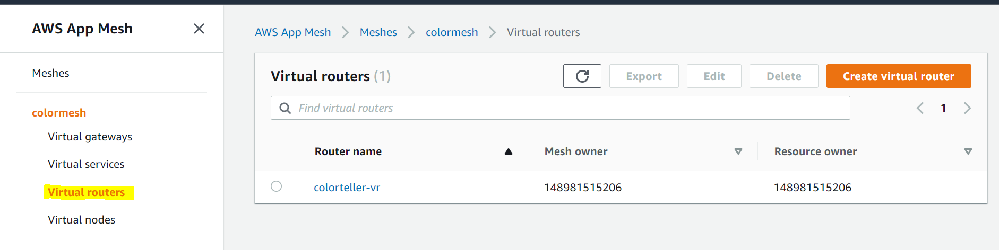 AWS App Mesh
Meshes
colormesh
Virtual gateways
Virtual services
Virtual routers
Virtual nodes
AWS App Mesh > Meshes > colormesh > Virtual routers
Virtual routers (1)
Export Edit Delete Create virtual router
Find virtual routers
1
Router name Mesh owner Resource owner
colorteller-vr 148981515206 148981515206